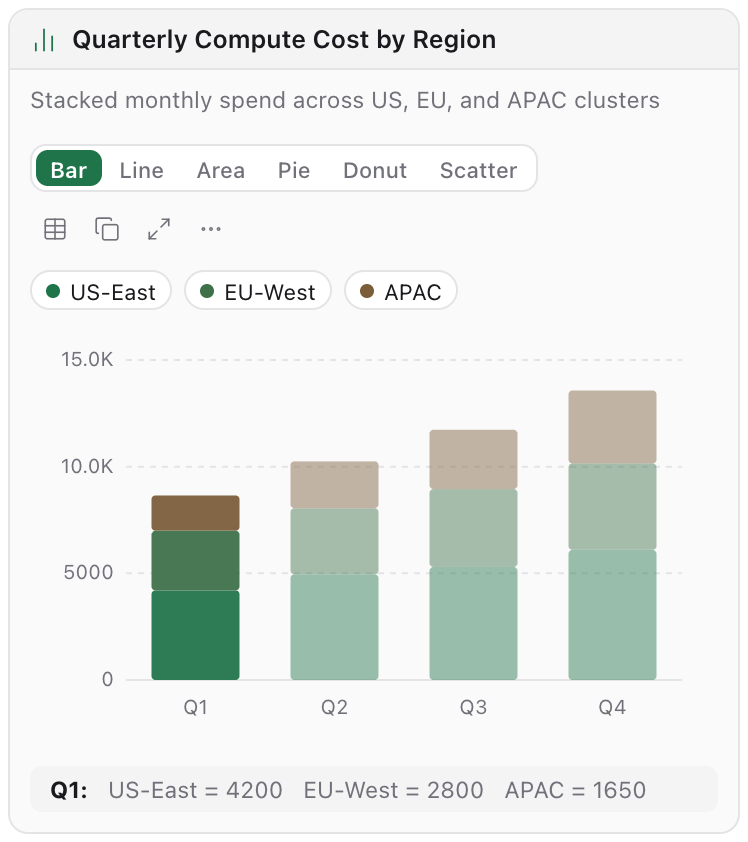 Quarterly Compute Cost by Region
Stacked monthly spend across US, EU, and APAC clusters
Bar Line Area Pie Donut Scatter
US-East EU-West APAC
15.0K
10.0K
5000
0
Q1 Q2 Q3 Q4
Q1: US-East = 4200 EU-West = 2800 APAC = 1650